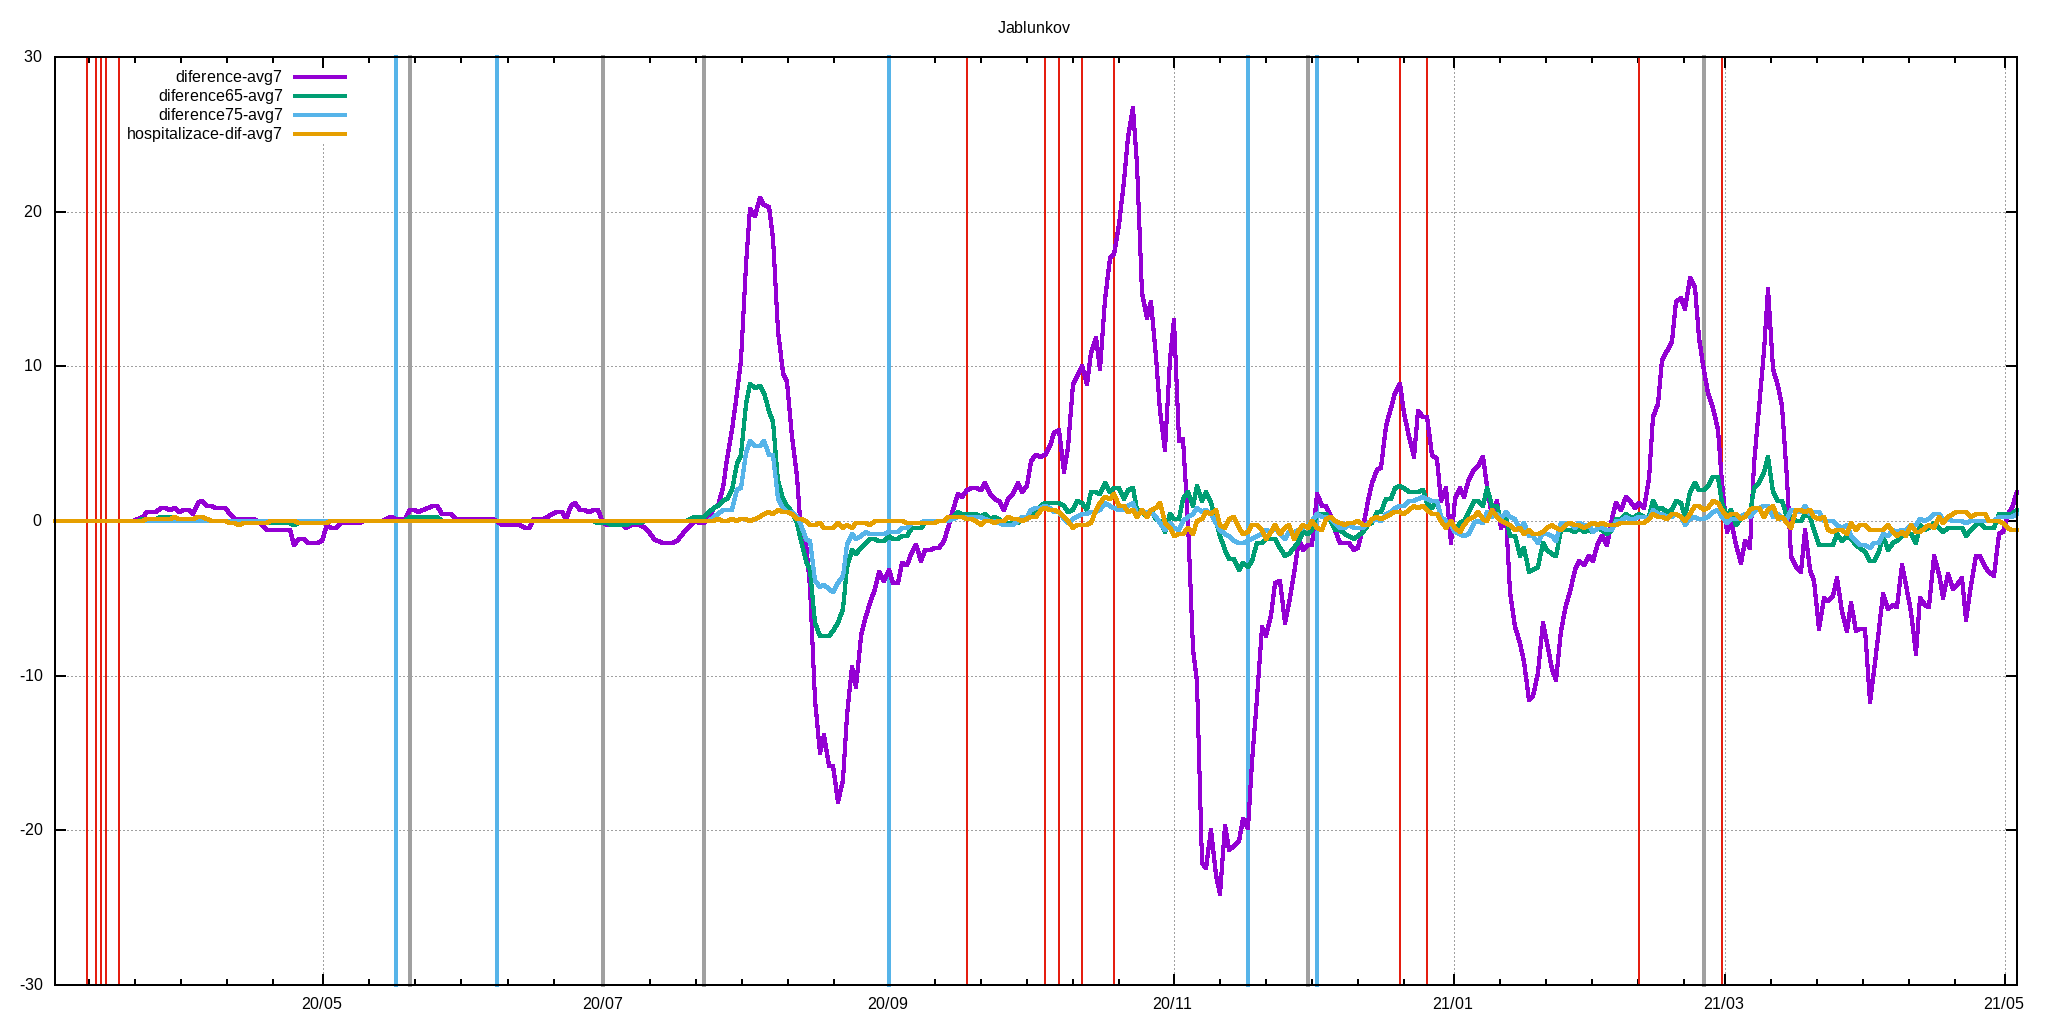 Jablunkov
30
diference-avg7
diference65-avg7
diference75-avg7
hospitalizace-dif-avg7
20
10
0
-10
-20
-30
20/05 20/07 20/09 20/11 21/01 21/03 21/05